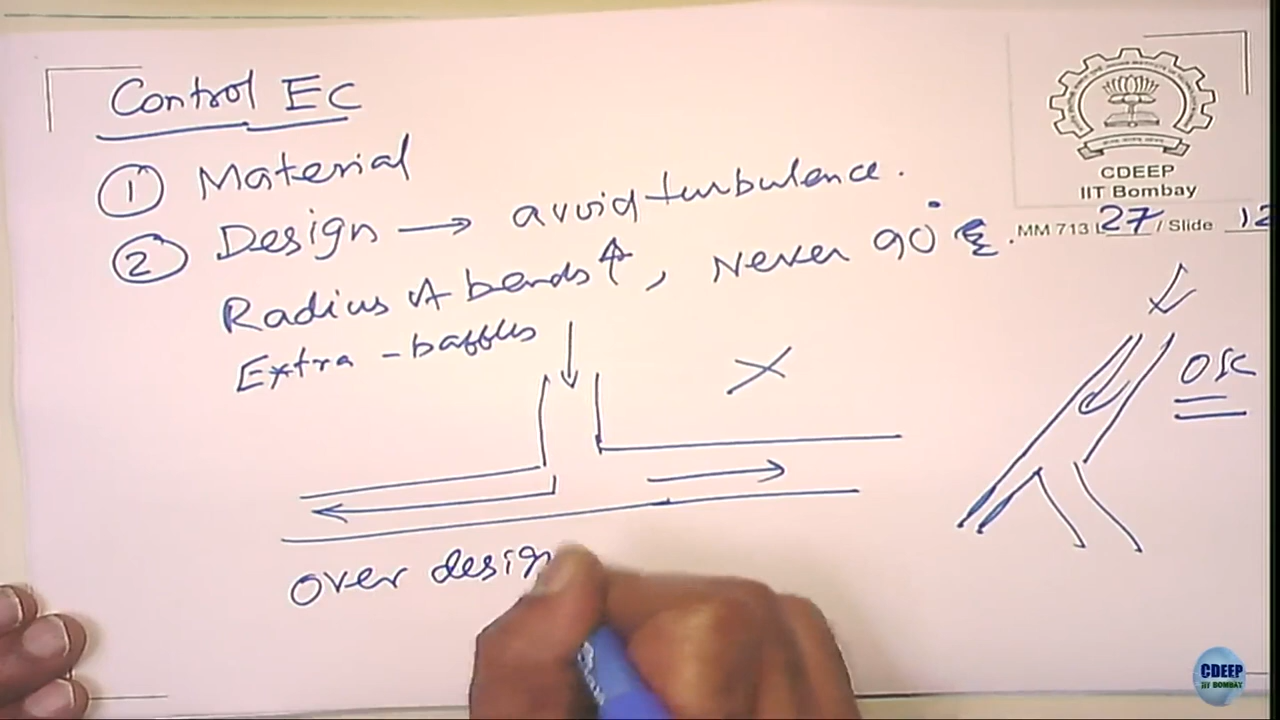 Control EC
① Material
② Design → avoid turbulence.
Radius of bends ↑, Never 90°
Extra - baffles
over design
CDEEP
IIT Bombay
MM 713 L 27 / Slide 12
CDEEP
IIT BOMBAY